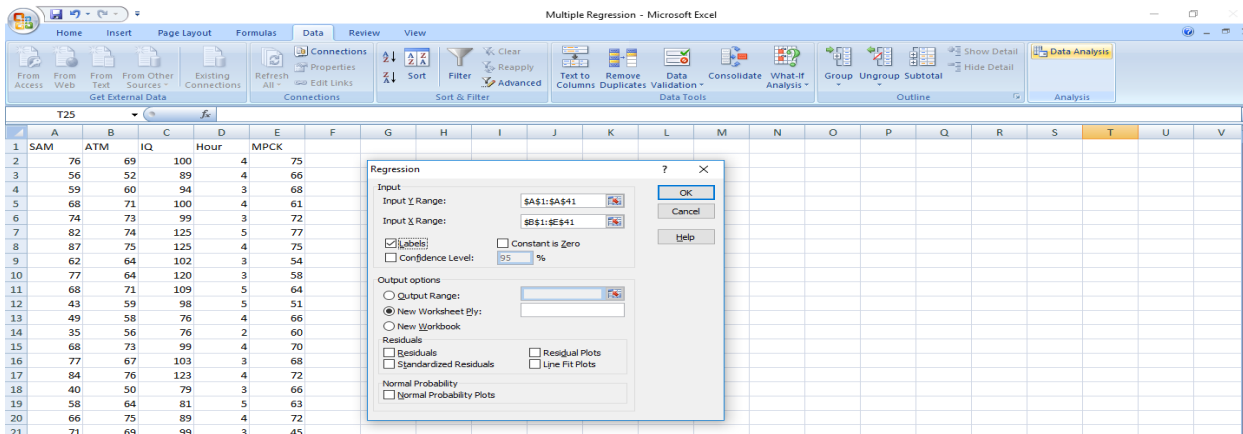 Multiple Regression - Microsoft Excel
Home Insert Page Layout Formulas Data Review View
From Access From Web From Text From Other Sources Existing Connections Refresh All Connections Properties Edit Links Sort Filter Clear Reapply Advanced Text to Columns Remove Duplicates Data Validation Consolidate What-If Analysis Group Ungroup Subtotal Show Detail Hide Detail Data Analysis
Get External Data Connections Sort & Filter Data Tools Outline Analysis
T25 fx
A B C D E F G H I J K L M N O P Q R S T U V
1 SAM ATM IQ Hour MPCK
2 76 69 100 4 75
3 56 52 89 4 66
4 59 60 94 3 68
5 68 71 100 4 61
6 74 73 99 3 72
7 82 74 125 5 77
8 87 75 125 4 75
9 62 64 102 3 54
10 77 64 120 3 58
11 68 71 109 5 64
12 43 59 98 5 51
13 49 58 76 4 66
14 35 56 76 2 60
15 68 73 99 4 70
16 77 67 103 3 68
17 84 76 123 4 72
18 40 50 79 3 66
19 58 64 81 5 63
20 66 75 89 4 72
21 71 69 99 3 45
Regression ? ×
Input
Input Y Range: $A$1:$A$41
Input X Range: $B$1:$E$41
Labels Constant is Zero
Confidence Level: 95 %
OK
Cancel
Help
Output options
Output Range:
New Worksheet Ply:
New Workbook
Residuals
Residuals Residual Plots
Standardized Residuals Line Fit Plots
Normal Probability
Normal Probability Plots